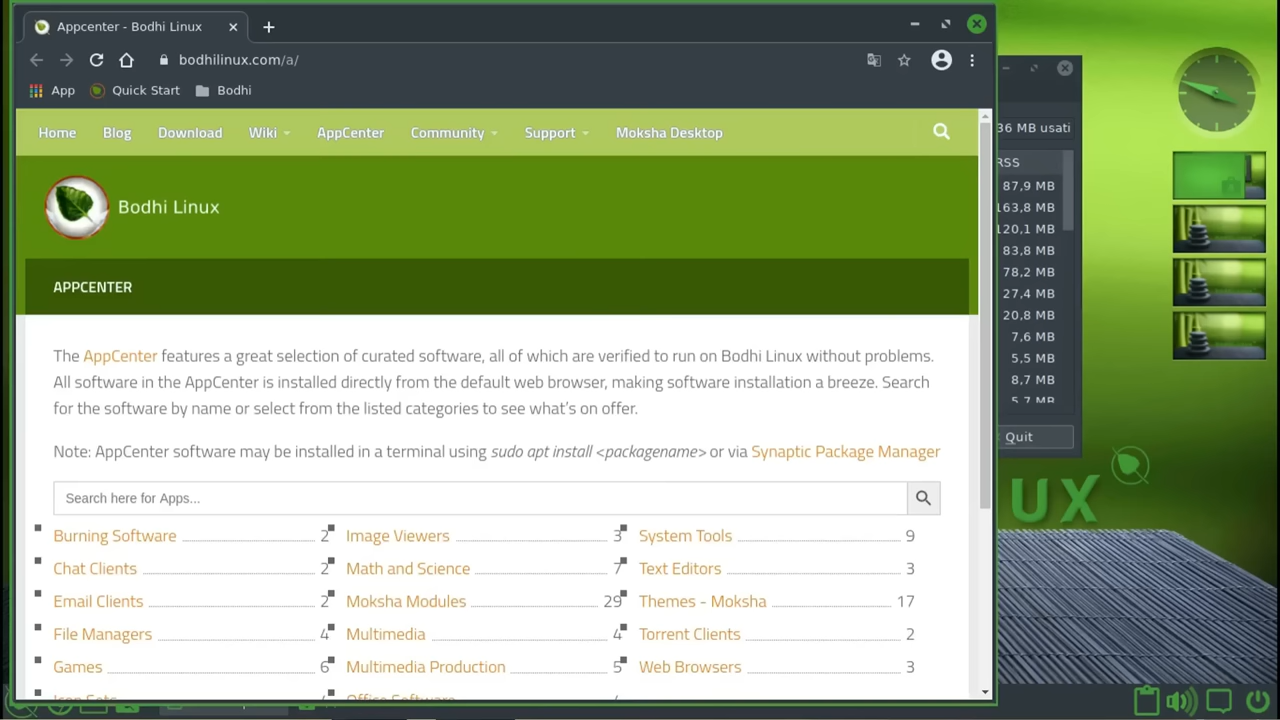 Appcenter - Bodhi Linux
bodhilinux.com/a/
App Quick Start Bodhi
Home Blog Download Wiki AppCenter Community Support Moksha Desktop
Bodhi Linux
APPCENTER
The AppCenter features a great selection of curated software, all of which are verified to run on Bodhi Linux without problems.
All software in the AppCenter is installed directly from the default web browser, making software installation a breeze. Search
for the software by name or select from the listed categories to see what's on offer.
Note: AppCenter software may be installed in a terminal using sudo apt install <packagename> or via Synaptic Package Manager
Search here for Apps...
Burning Software 2 Image Viewers 3 System Tools 9
Chat Clients 2 Math and Science 7 Text Editors 3
Email Clients 2 Moksha Modules 29 Themes - Moksha 17
File Managers 4 Multimedia 4 Torrent Clients 2
Games 6 Multimedia Production 5 Web Browsers 3
Icon Sets Office Software
36 MB usati
RSS
87,9 MB
163,8 MB
120,1 MB
83,8 MB
78,2 MB
27,4 MB
20,8 MB
7,6 MB
5,5 MB
8,7 MB
5,7 MB
Quit
UX